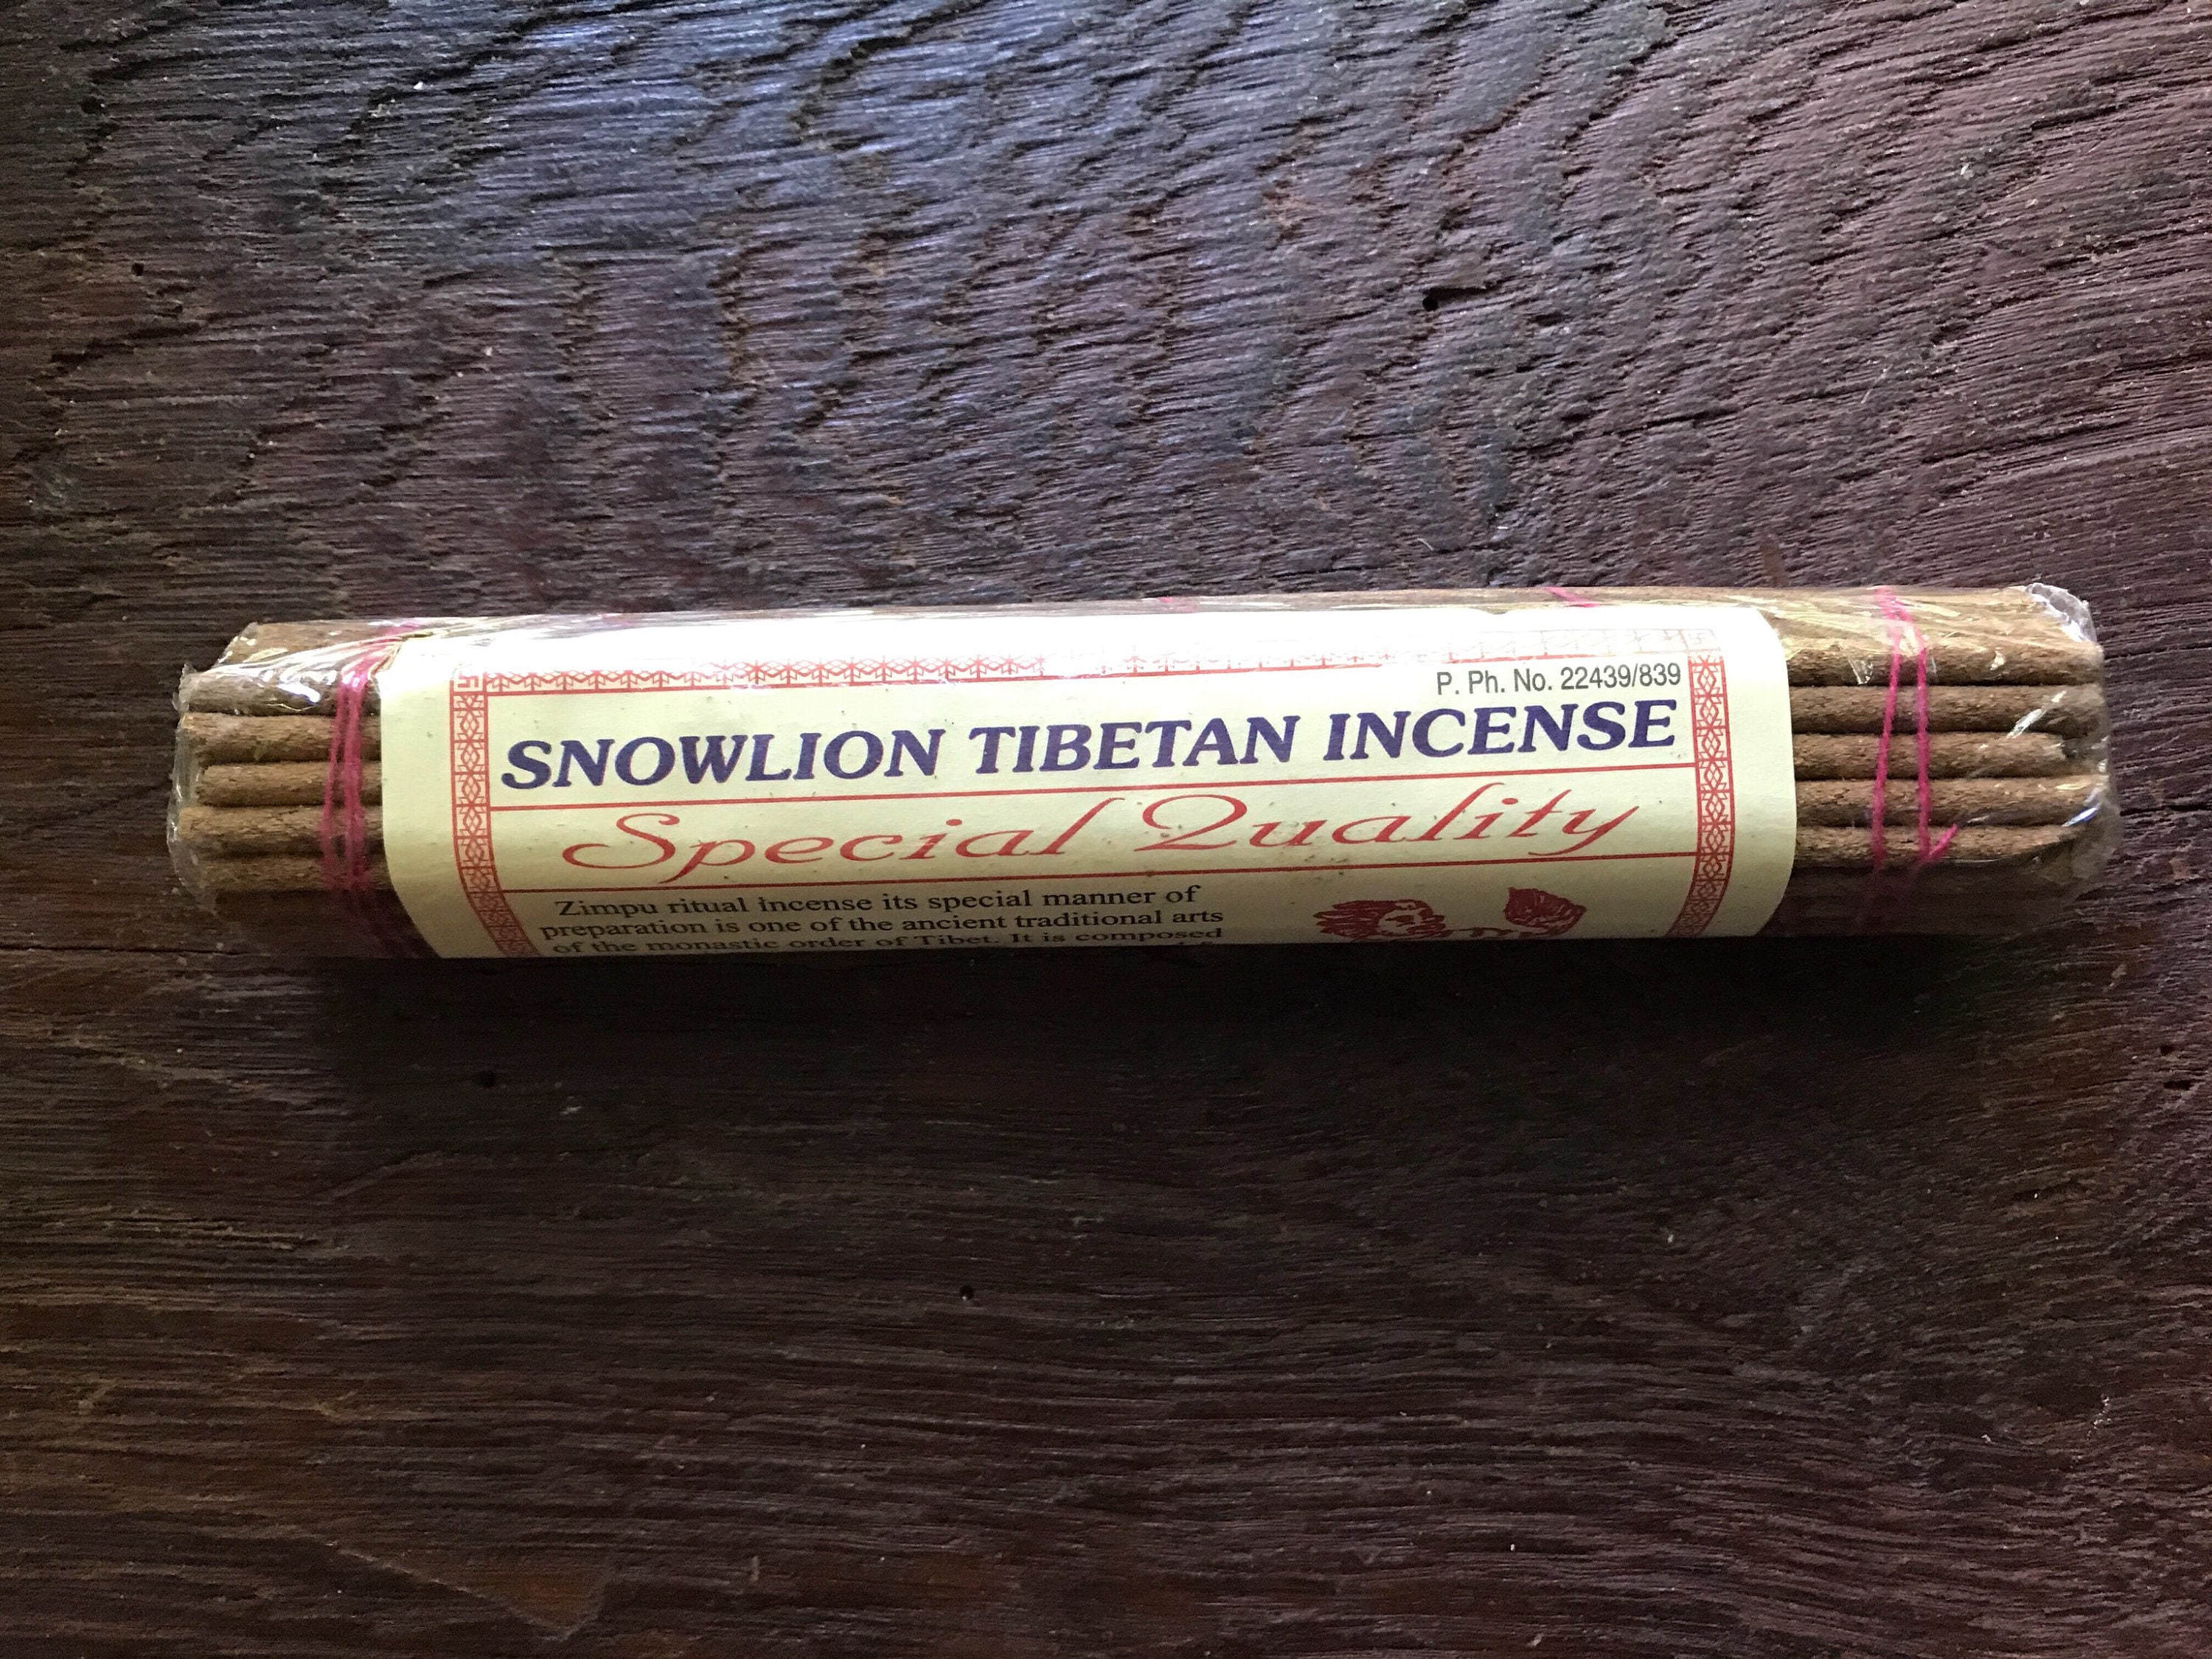 P. Ph. No. 22439/839
SNOWLION TIBETAN INCENSE
Special Quality
Zimpu ritual incense its special manner of
preparation is one of the ancient traditional arts
of the monastic order of Tibet. It is composed